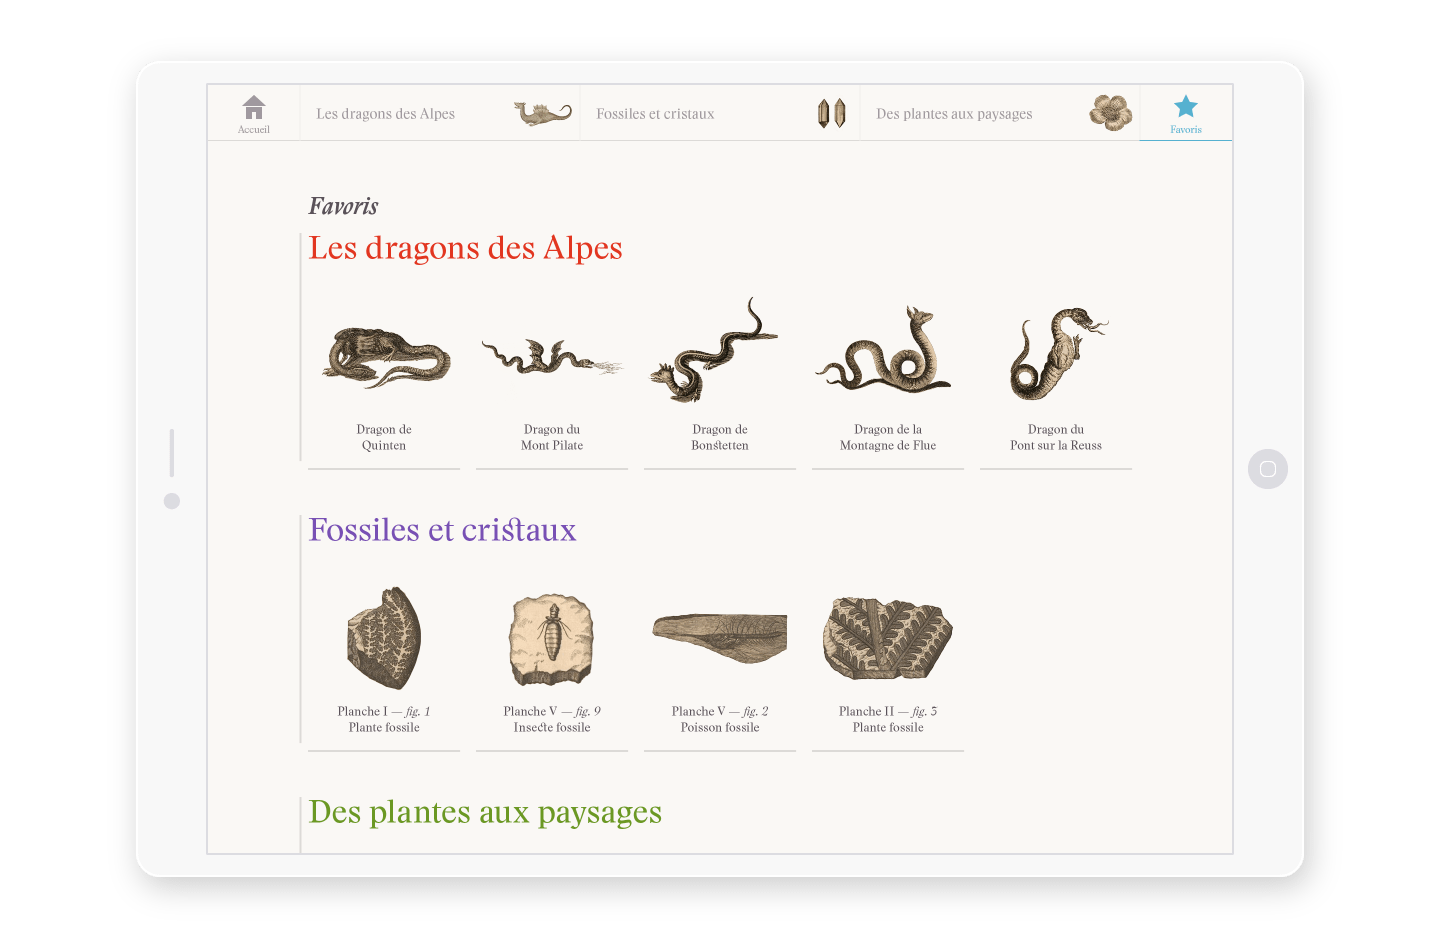 Accueil
Les dragons des Alpes
Fossiles et cristaux
Des plantes aux paysages
Favoris
Favoris
Les dragons des Alpes
Dragon de
Quinten
Dragon du
Mont Pilate
Dragon de
Bonstetten
Dragon de la
Montagne de Flue
Dragon du
Pont sur la Reuss
Fossiles et cristaux
Planche I — fig. 1
Plante fossile
Planche V — fig. 9
Insecte fossile
Planche V — fig. 2
Poisson fossile
Planche II — fig. 3
Plante fossile
Des plantes aux paysages